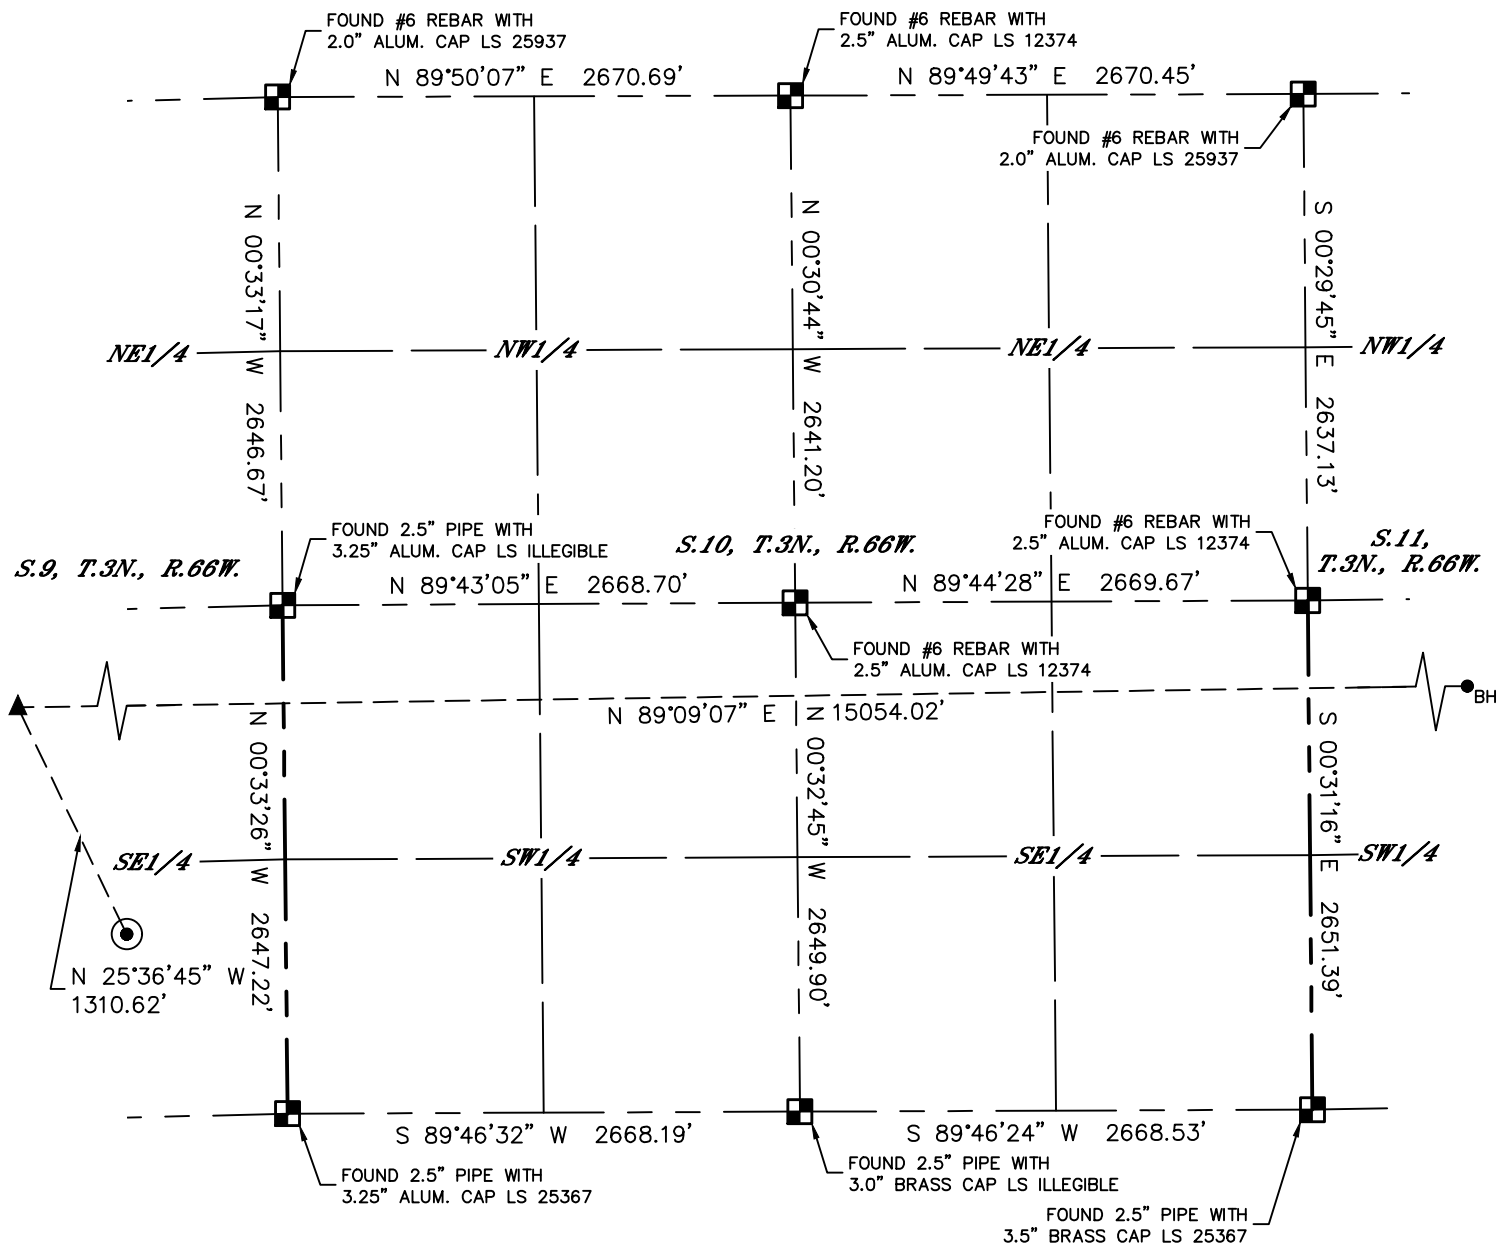 FOUND #6 REBAR WITH
2.0" ALUM. CAP LS 25937
FOUND #6 REBAR WITH
2.5" ALUM. CAP LS 12374
N 89°50'07" E 2670.69'
N 89°49'43" E 2670.45'
FOUND #6 REBAR WITH
2.0" ALUM. CAP LS 25937
N 00°33'17" W 2646.67'
N 00°30'44" W 2641.20'
S 00°29'45" E 2637.13'
NE1/4
NW1/4
NE1/4
NW1/4
FOUND 2.5" PIPE WITH
3.25" ALUM. CAP LS ILLEGIBLE
FOUND #6 REBAR WITH
2.5" ALUM. CAP LS 12374
S.9, T.3N., R.66W.
S.10, T.3N., R.66W.
S.11,
T.3N., R.66W.
N 89°43'05" E 2668.70'
N 89°44'28" E 2669.67'
FOUND #6 REBAR WITH
2.5" ALUM. CAP LS 12374
BH
N 89°09'07" E 15054.02'
N 00°33'26" W 2647.22'
N 00°32'45" W 2649.90'
S 00°31'16" E 2651.39'
SE1/4
SW1/4
SE1/4
SW1/4
N 25°36'45" W
1310.62'
S 89°46'32" W 2668.19'
S 89°46'24" W 2668.53'
FOUND 2.5" PIPE WITH
3.25" ALUM. CAP LS 25367
FOUND 2.5" PIPE WITH
3.0" BRASS CAP LS ILLEGIBLE
FOUND 2.5" PIPE WITH
3.5" BRASS CAP LS 25367